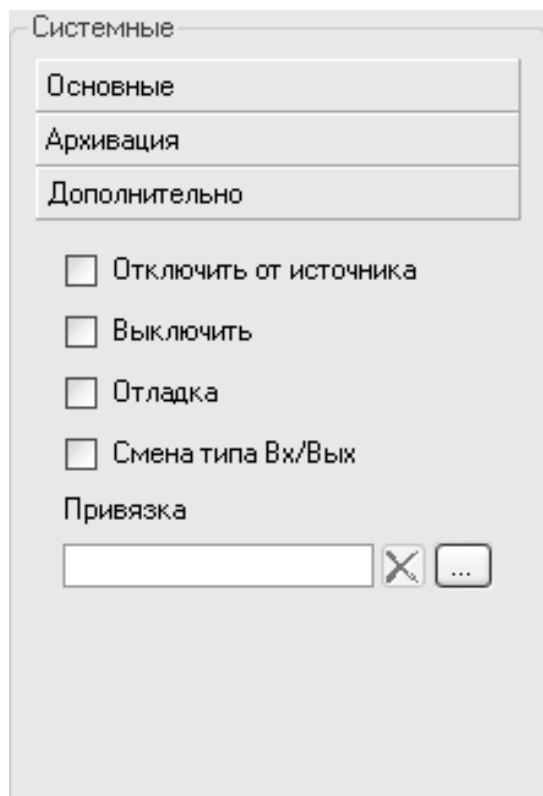 Системные
Основные
Архивация
Дополнительно
Отключить от источника
Выключить
Отладка
Смена типа Вх/Вых
Привязка
...